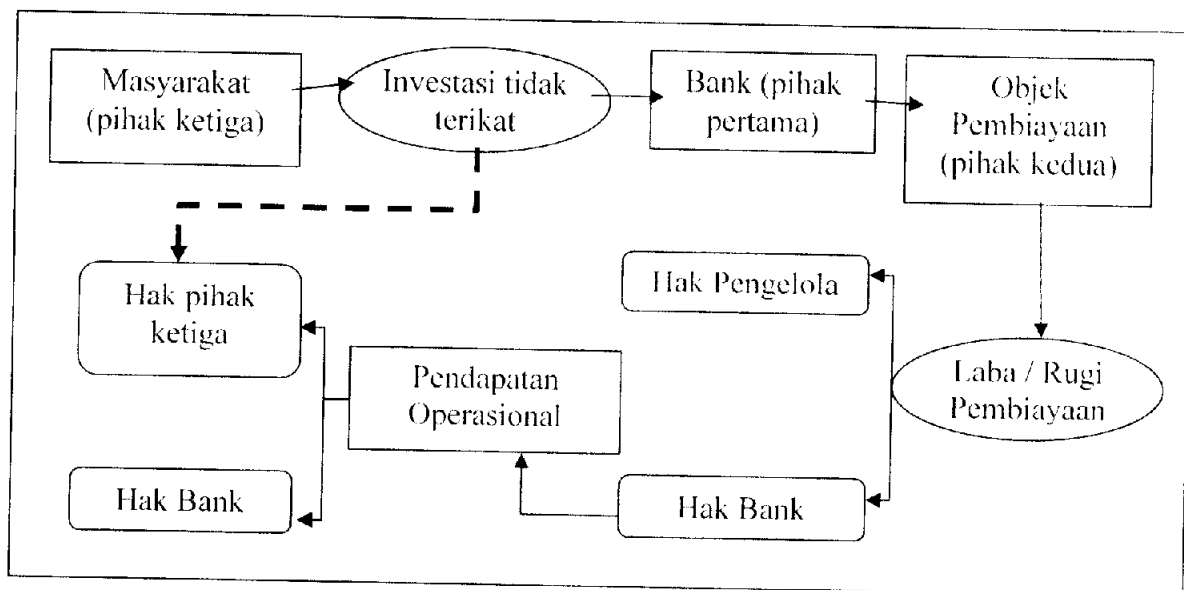 Masyarakat
(pihak ketiga)
Investasi tidak
terikat
Bank (pihak
pertama)
Objek
Pembiayaan
(pihak kedua)
Hak pihak
ketiga
Hak Pengelola
Laba / Rugi
Pembiayaan
Pendapatan
Operasional
Hak Bank
Hak Bank